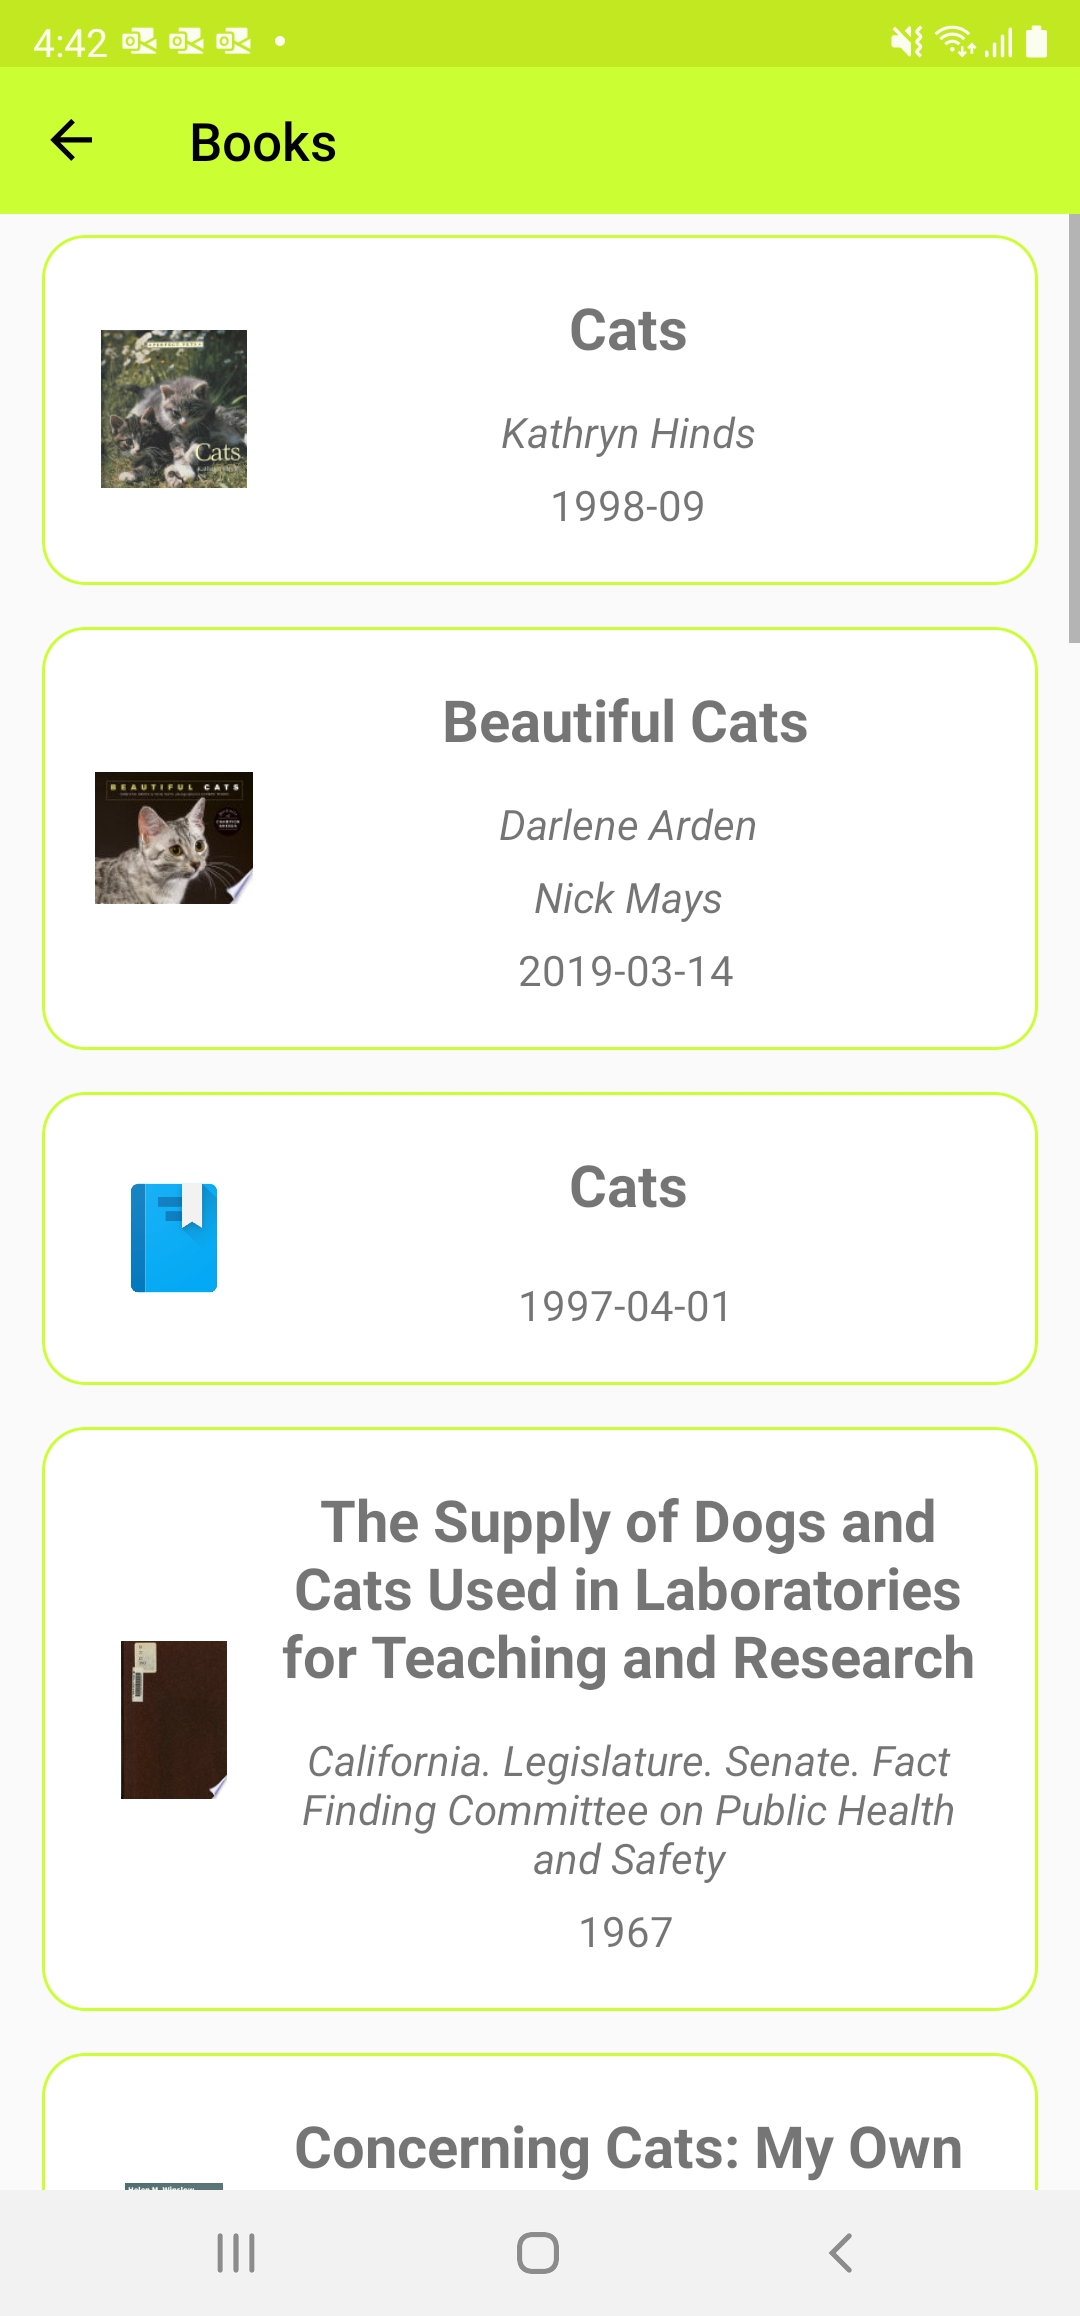 4:42
Books
Cats
Kathryn Hinds
1998-09
Cats
Beautiful Cats
Darlene Arden
Nick Mays
2019-03-14
BEAUTIFUL CATS
Cats
1997-04-01
The Supply of Dogs and
Cats Used in Laboratories
for Teaching and Research
California. Legislature. Senate. Fact
Finding Committee on Public Health
and Safety
1967
Concerning Cats: My Own
Helen M. Winslow